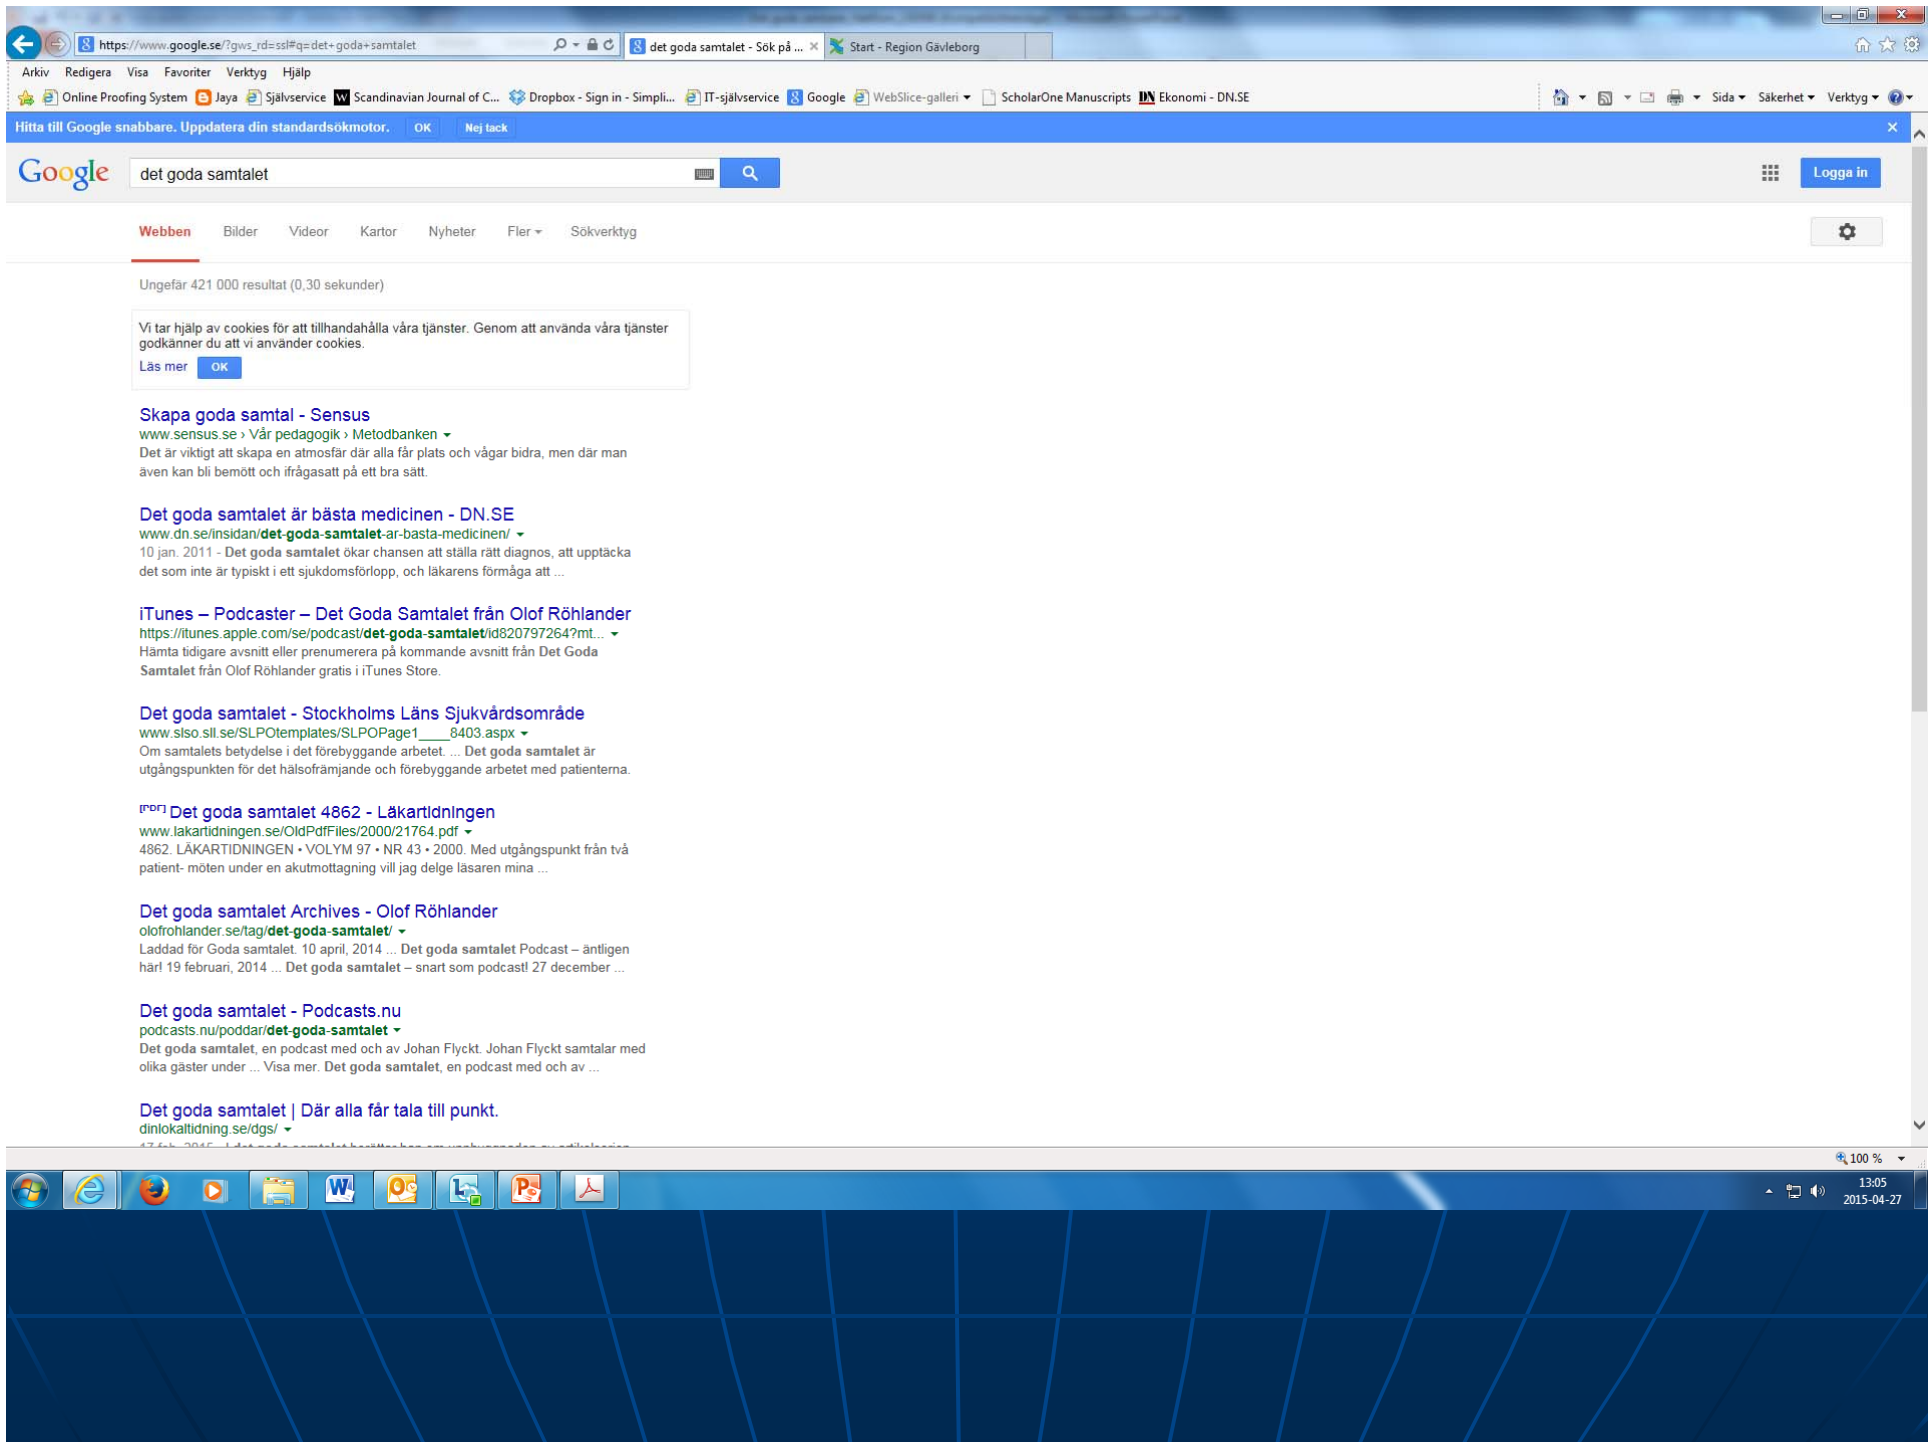 https://www.google.se/?gws_rd=ssl#q=det+goda+samtalet
det goda samtalet - Sök på ...
Start - Region Gävleborg
Arkiv Redigera Visa Favoriter Verktyg Hjälp
Online Proofing System Jaya Självservice Scandinavian Journal of C... Dropbox - Sign in - Simpli... IT-självservice Google WebSlice-galleri ScholarOne Manuscripts DN Ekonomi - DN.SE Sida Säkerhet Verktyg
Hitta till Google snabbare. Uppdatera din standardsökmotor. OK Nej tack
Google det goda samtalet Logga in
Webben Bilder Videor Kartor Nyheter Fler Sökverktyg
Ungefär 421 000 resultat (0,30 sekunder)
Vi tar hjälp av cookies för att tillhandahålla våra tjänster. Genom att använda våra tjänster
godkänner du att vi använder cookies.
Läs mer OK
Skapa goda samtal - Sensus
www.sensus.se › Vår pedagogik › Metodbanken
Det är viktigt att skapa en atmosfär där alla får plats och vågar bidra, men där man
även kan bli bemött och ifrågasatt på ett bra sätt.
Det goda samtalet är bästa medicinen - DN.SE
www.dn.se/insidan/det-goda-samtalet-ar-basta-medicinen/
10 jan. 2011 - Det goda samtalet ökar chansen att ställa rätt diagnos, att upptäcka
det som inte är typiskt i ett sjukdomsförlopp, och läkarens förmåga att ...
iTunes – Podcaster – Det Goda Samtalet från Olof Röhlander
https://itunes.apple.com/se/podcast/det-goda-samtalet/id820797264?mt...
Hämta tidigare avsnitt eller prenumerera på kommande avsnitt från Det Goda
Samtalet från Olof Röhlander gratis i iTunes Store.
Det goda samtalet - Stockholms Läns Sjukvårdsområde
www.slso.sll.se/SLPOtemplates/SLPOPage1____8403.aspx
Om samtalets betydelse i det förebyggande arbetet. ... Det goda samtalet är
utgångspunkten för det hälsofrämjande och förebyggande arbetet med patienterna.
[PDF] Det goda samtalet 4862 - Läkartidningen
www.lakartidningen.se/OldPdfFiles/2000/21764.pdf
4862. LÄKARTIDNINGEN • VOLYM 97 • NR 43 • 2000. Med utgångspunkt från två
patient- möten under en akutmottagning vill jag delge läsaren mina ...
Det goda samtalet Archives - Olof Röhlander
olofrohlander.se/tag/det-goda-samtalet/
Laddad för Goda samtalet. 10 april, 2014 ... Det goda samtalet Podcast – äntligen
här! 19 februari, 2014 ... Det goda samtalet – snart som podcast! 27 december ...
Det goda samtalet - Podcasts.nu
podcasts.nu/poddar/det-goda-samtalet
Det goda samtalet, en podcast med och av Johan Flyckt. Johan Flyckt samtalar med
olika gäster under ... Visa mer. Det goda samtalet, en podcast med och av ...
Det goda samtalet | Där alla får tala till punkt.
dinlokaltidning.se/dgs/
100 %
13:05
2015-04-27